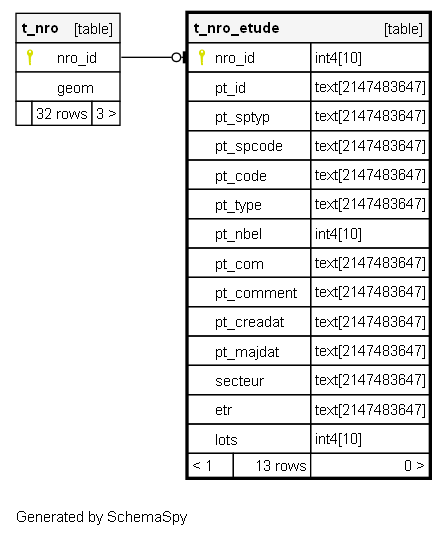 t_nro [table]
nro_id
geom
32 rows 3 >
t_nro_etude [table]
nro_id int4[10]
pt_id text[2147483647]
pt_sptyp text[2147483647]
pt_spcode text[2147483647]
pt_code text[2147483647]
pt_type text[2147483647]
pt_nbel int4[10]
pt_com text[2147483647]
pt_comment text[2147483647]
pt_creadat text[2147483647]
pt_majdat text[2147483647]
secteur text[2147483647]
etr text[2147483647]
lots int4[10]
< 1 13 rows 0 >
Generated by SchemaSpy